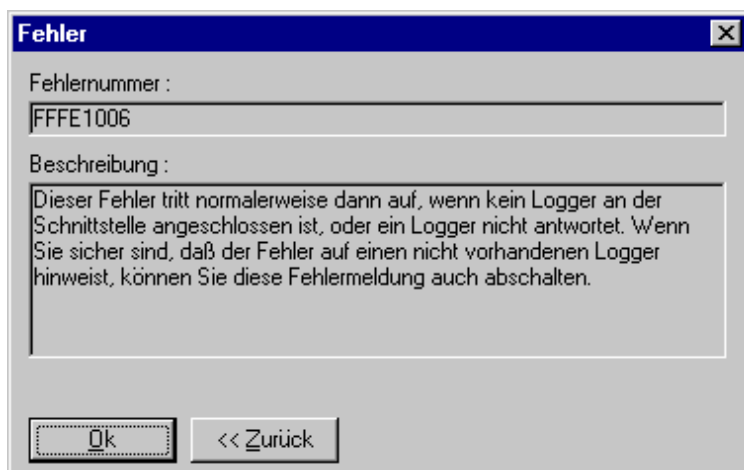 Fehler
Fehlernummer :
FFFE1006
Beschreibung :
Dieser Fehler tritt normalerweise dann auf, wenn kein Logger an der
Schnittstelle angeschlossen ist, oder ein Logger nicht antwortet. Wenn
Sie sicher sind, daß der Fehler auf einen nicht vorhandenen Logger
hinweist, können Sie diese Fehlermeldung auch abschalten.
Ok
<< Zurück